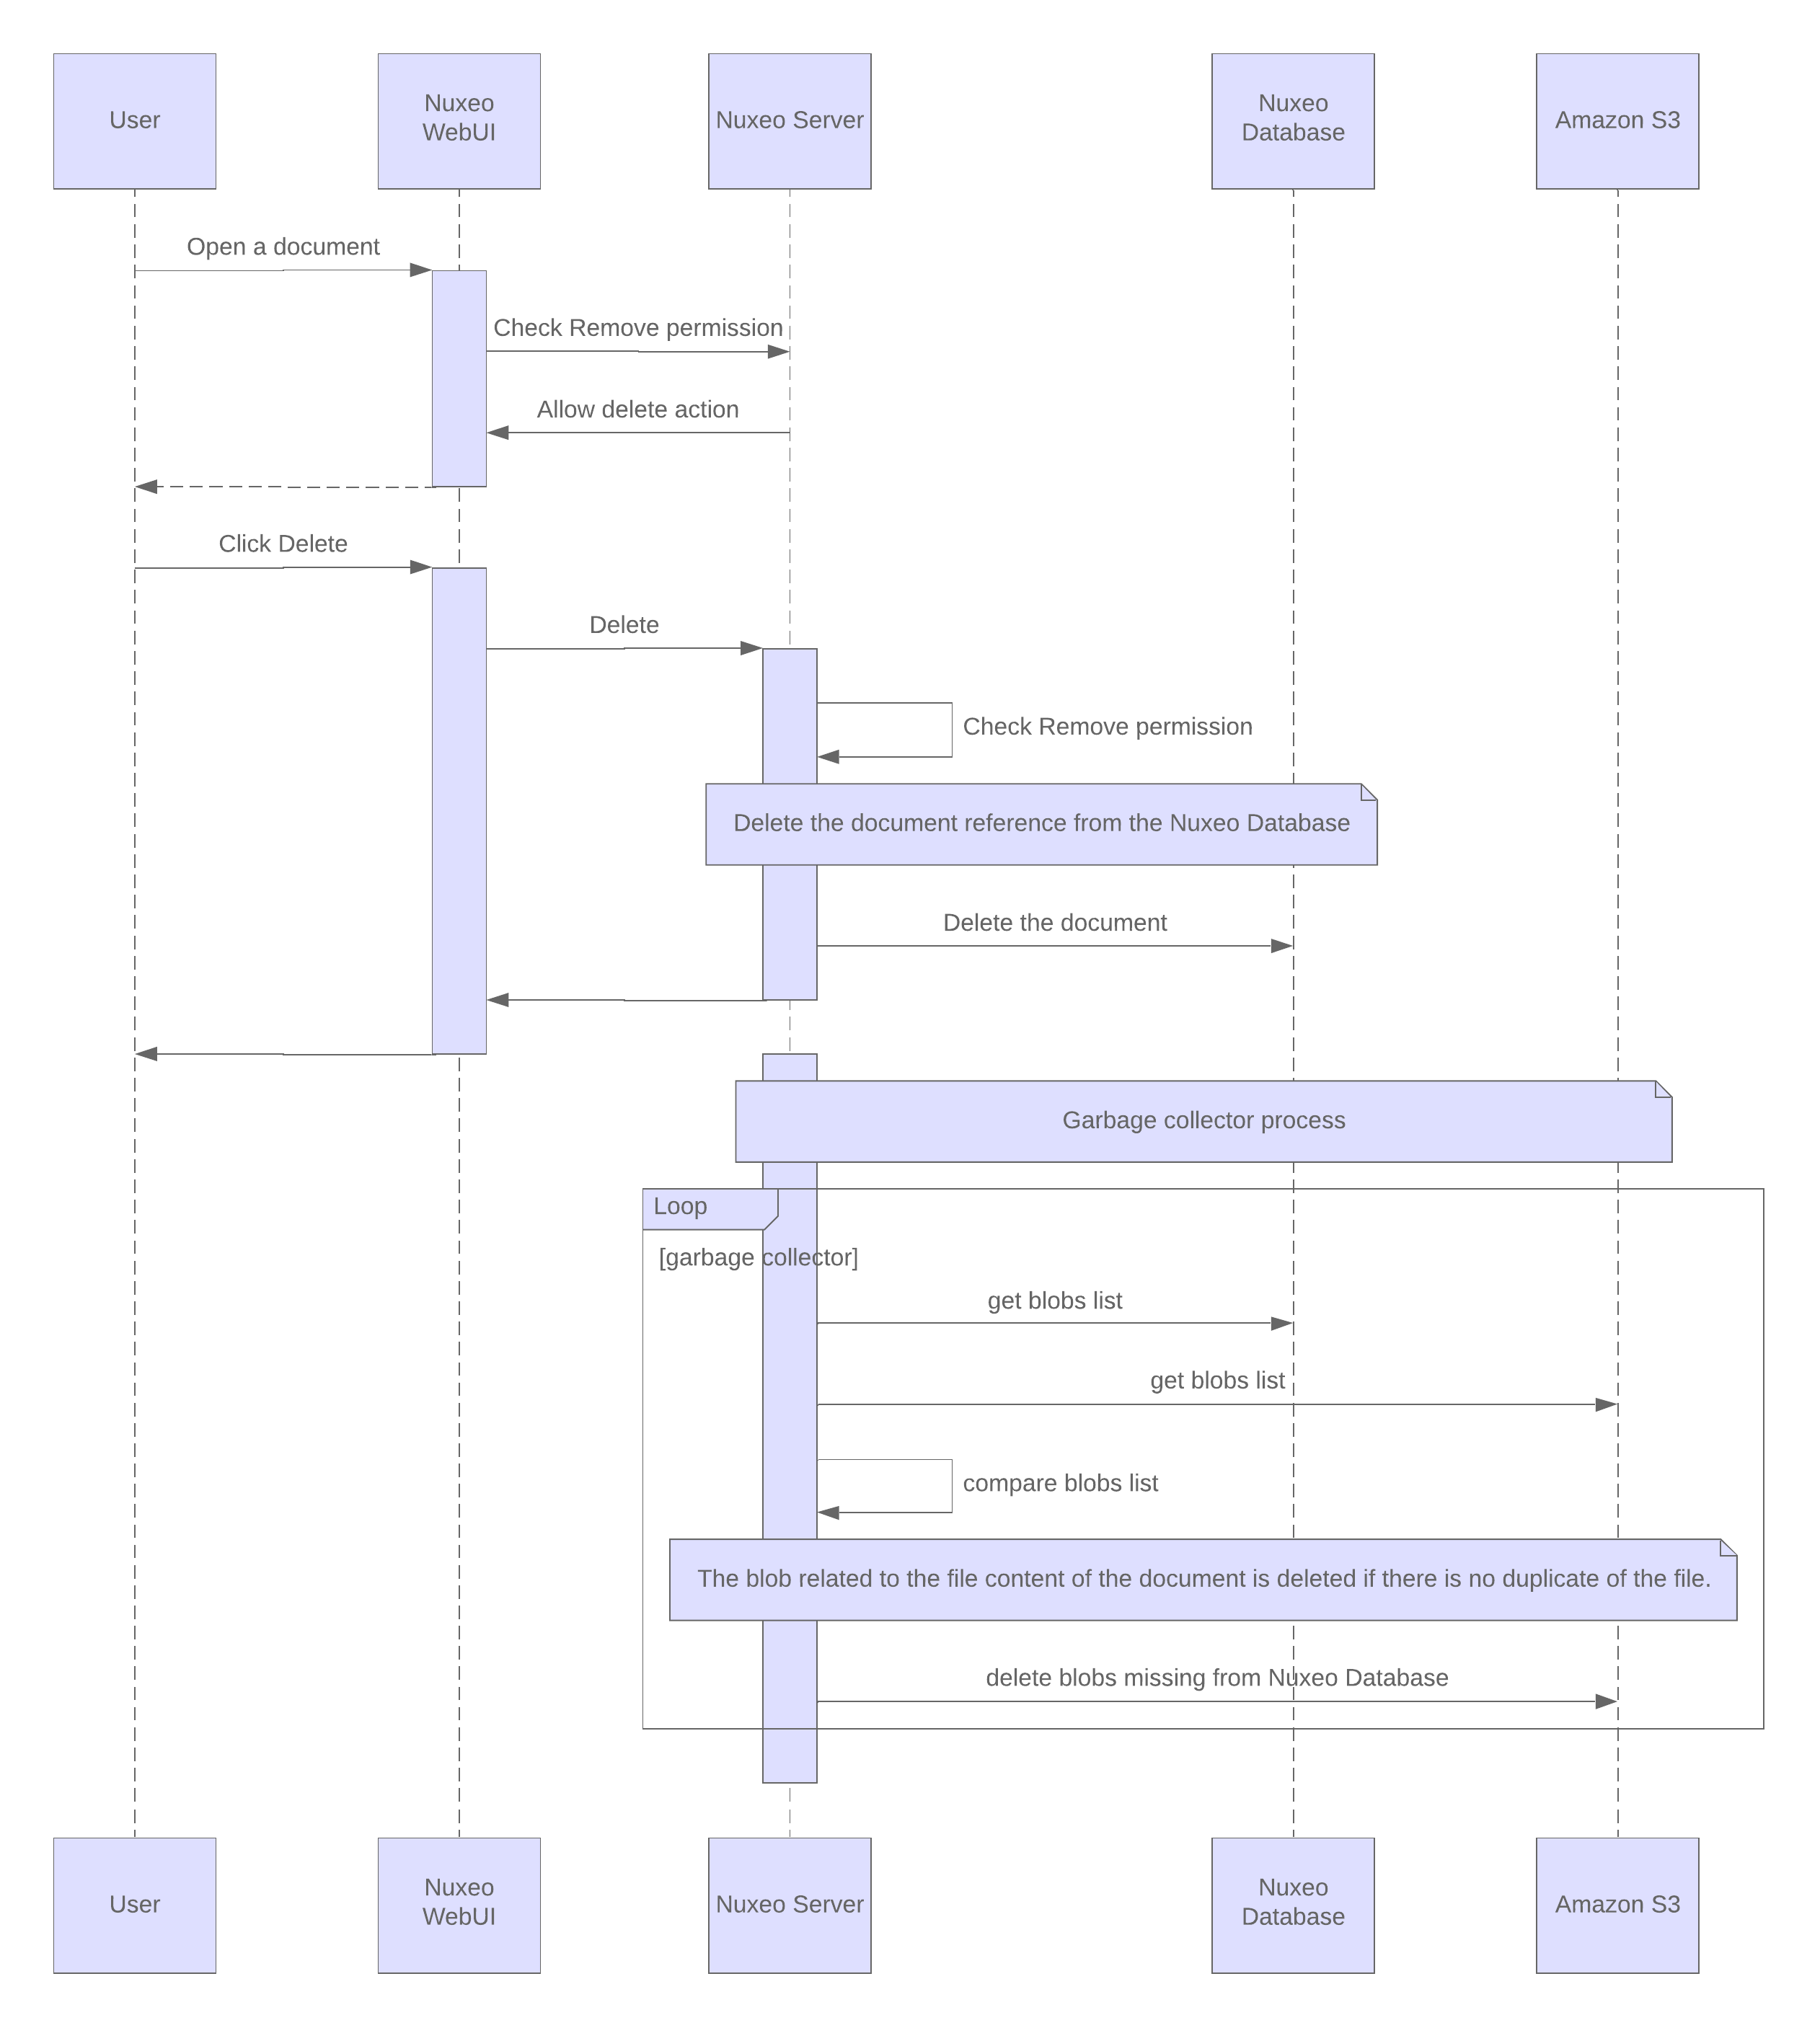 User
Nuxeo
WebUI
Nuxeo Server
Nuxeo
Database
Amazon S3
Open a document
Check Remove permission
Allow delete action
Click Delete
Delete
Check Remove permission
Delete the document reference from the Nuxeo Database
Delete the document
Garbage collector process
Loop
[garbage collector]
get blobs list
get blobs list
compare blobs list
The blob related to the file content of the document is deleted if there is no duplicate of the file.
delete blobs missing from Nuxeo Database
User
Nuxeo
WebUI
Nuxeo Server
Nuxeo
Database
Amazon S3